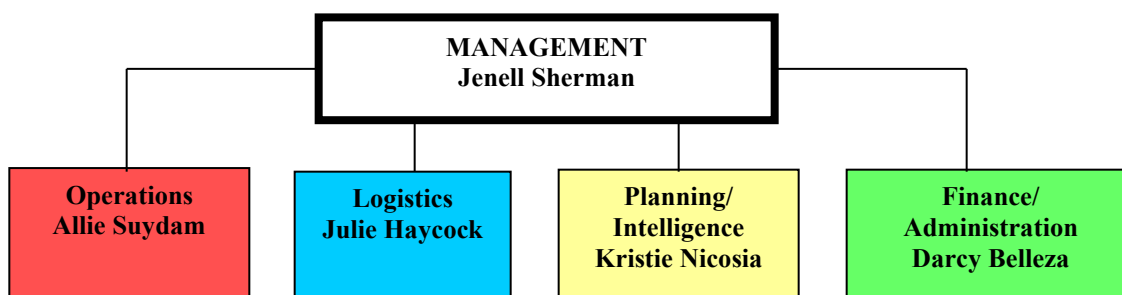 MANAGEMENT
Jenell Sherman
Operations
Allie Suydam
Logistics
Julie Haycock
Planning/
Intelligence
Kristie Nicosia
Finance/
Administration
Darcy Belleza